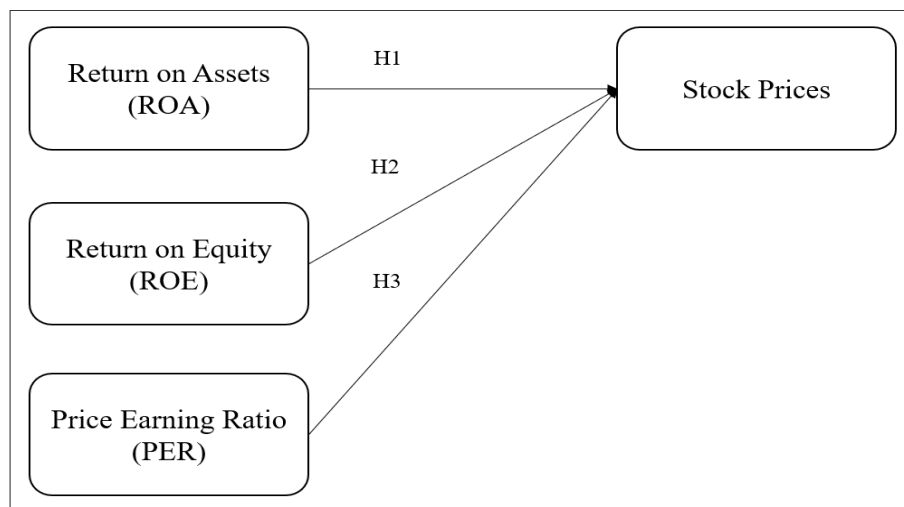 Return on Assets
(ROA)
H1
Stock Prices
H2
Return on Equity
(ROE)
H3
Price Earning Ratio
(PER)